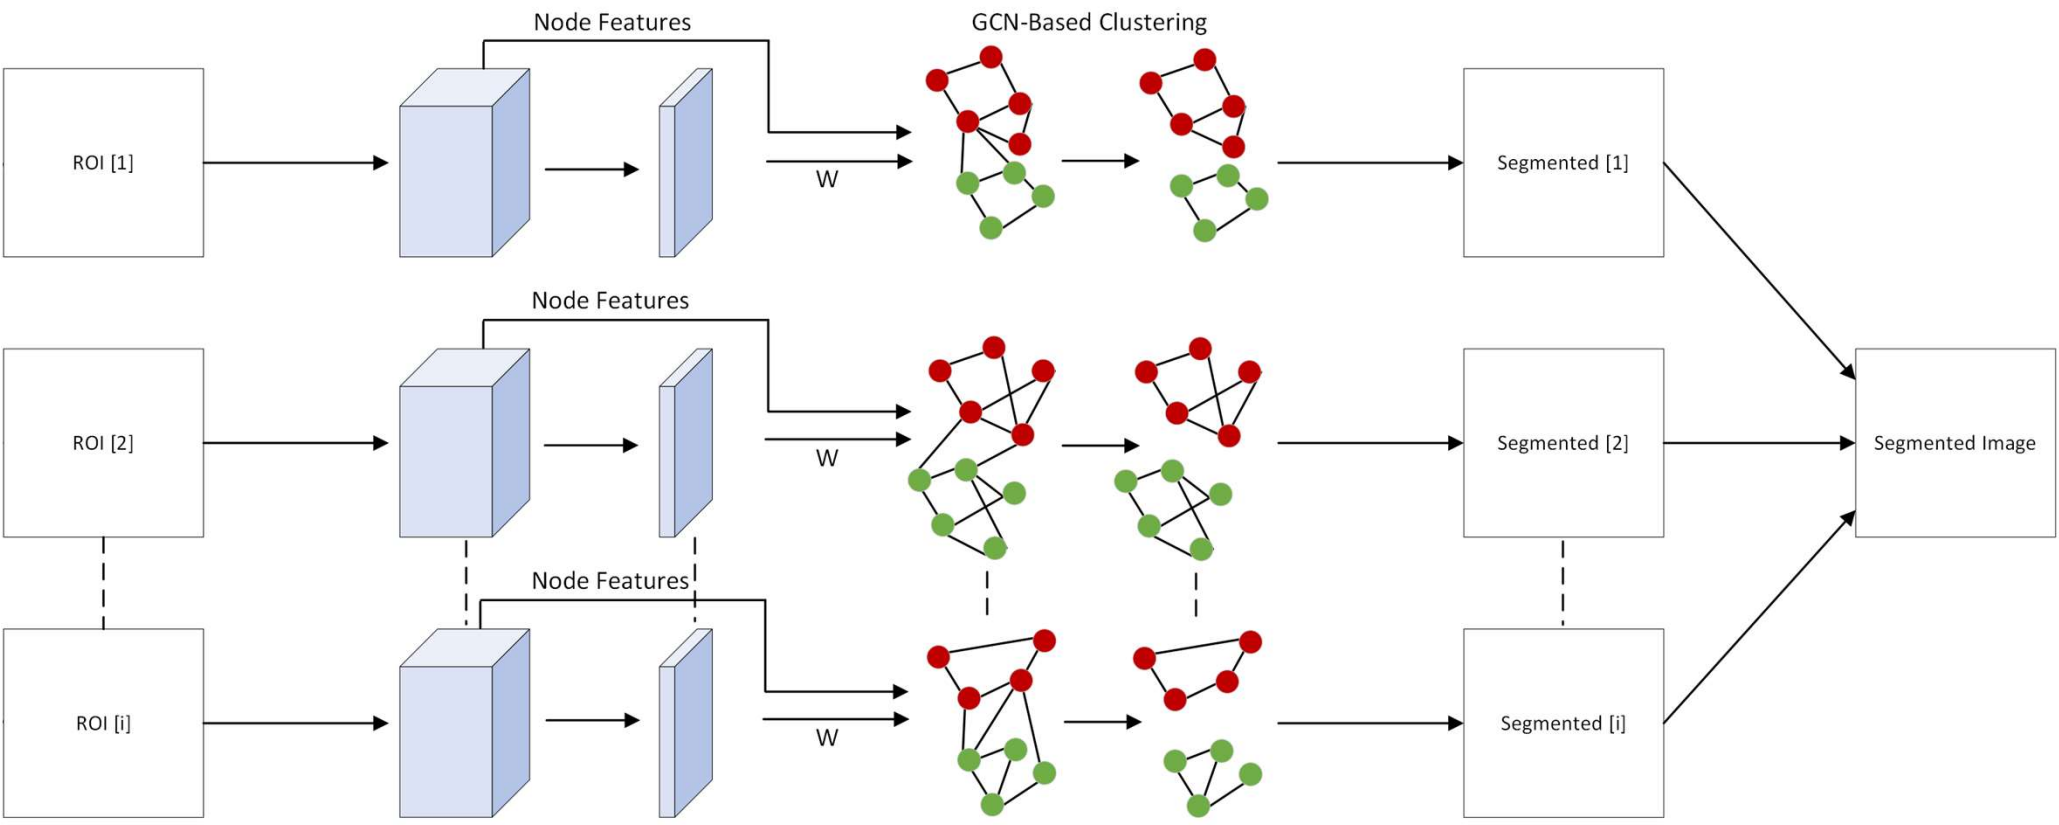 Node Features
GCN-Based Clustering
ROI [1]
W
Segmented [1]
Node Features
ROI [2]
W
Segmented [2]
Segmented Image
Node Features
ROI [i]
W
Segmented [i]